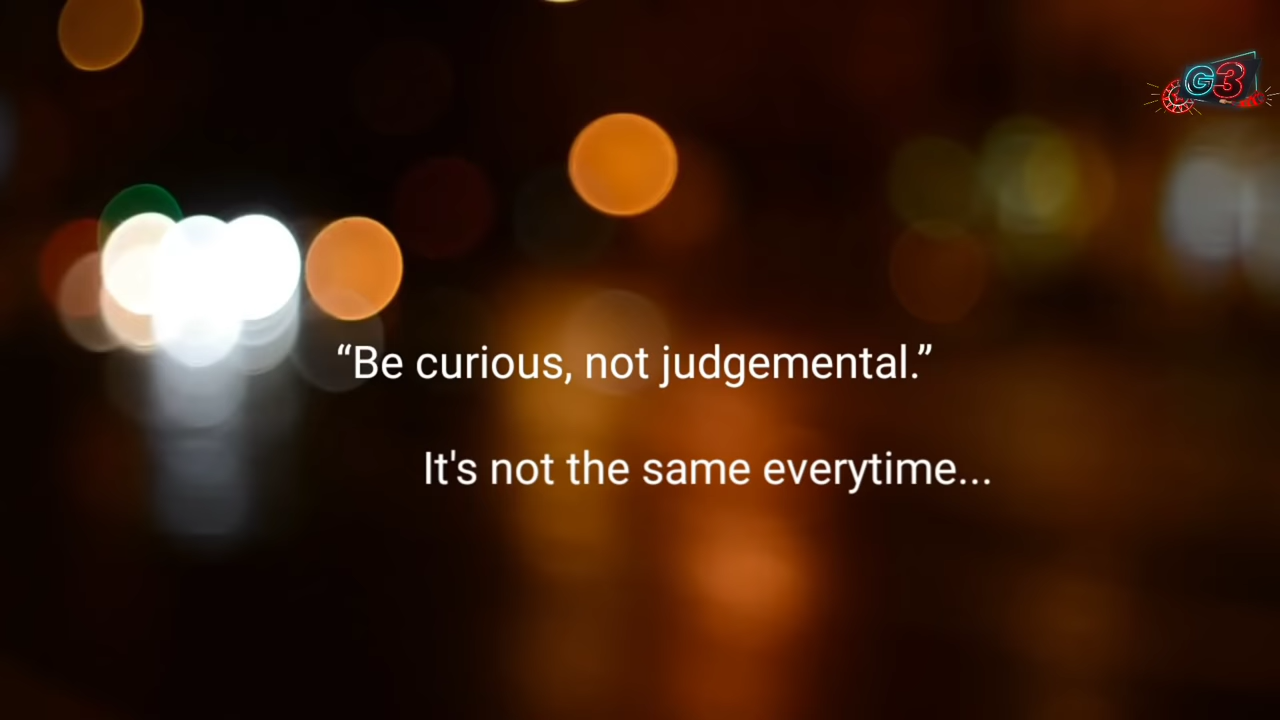 G3
“Be curious, not judgemental.”
It's not the same everytime...